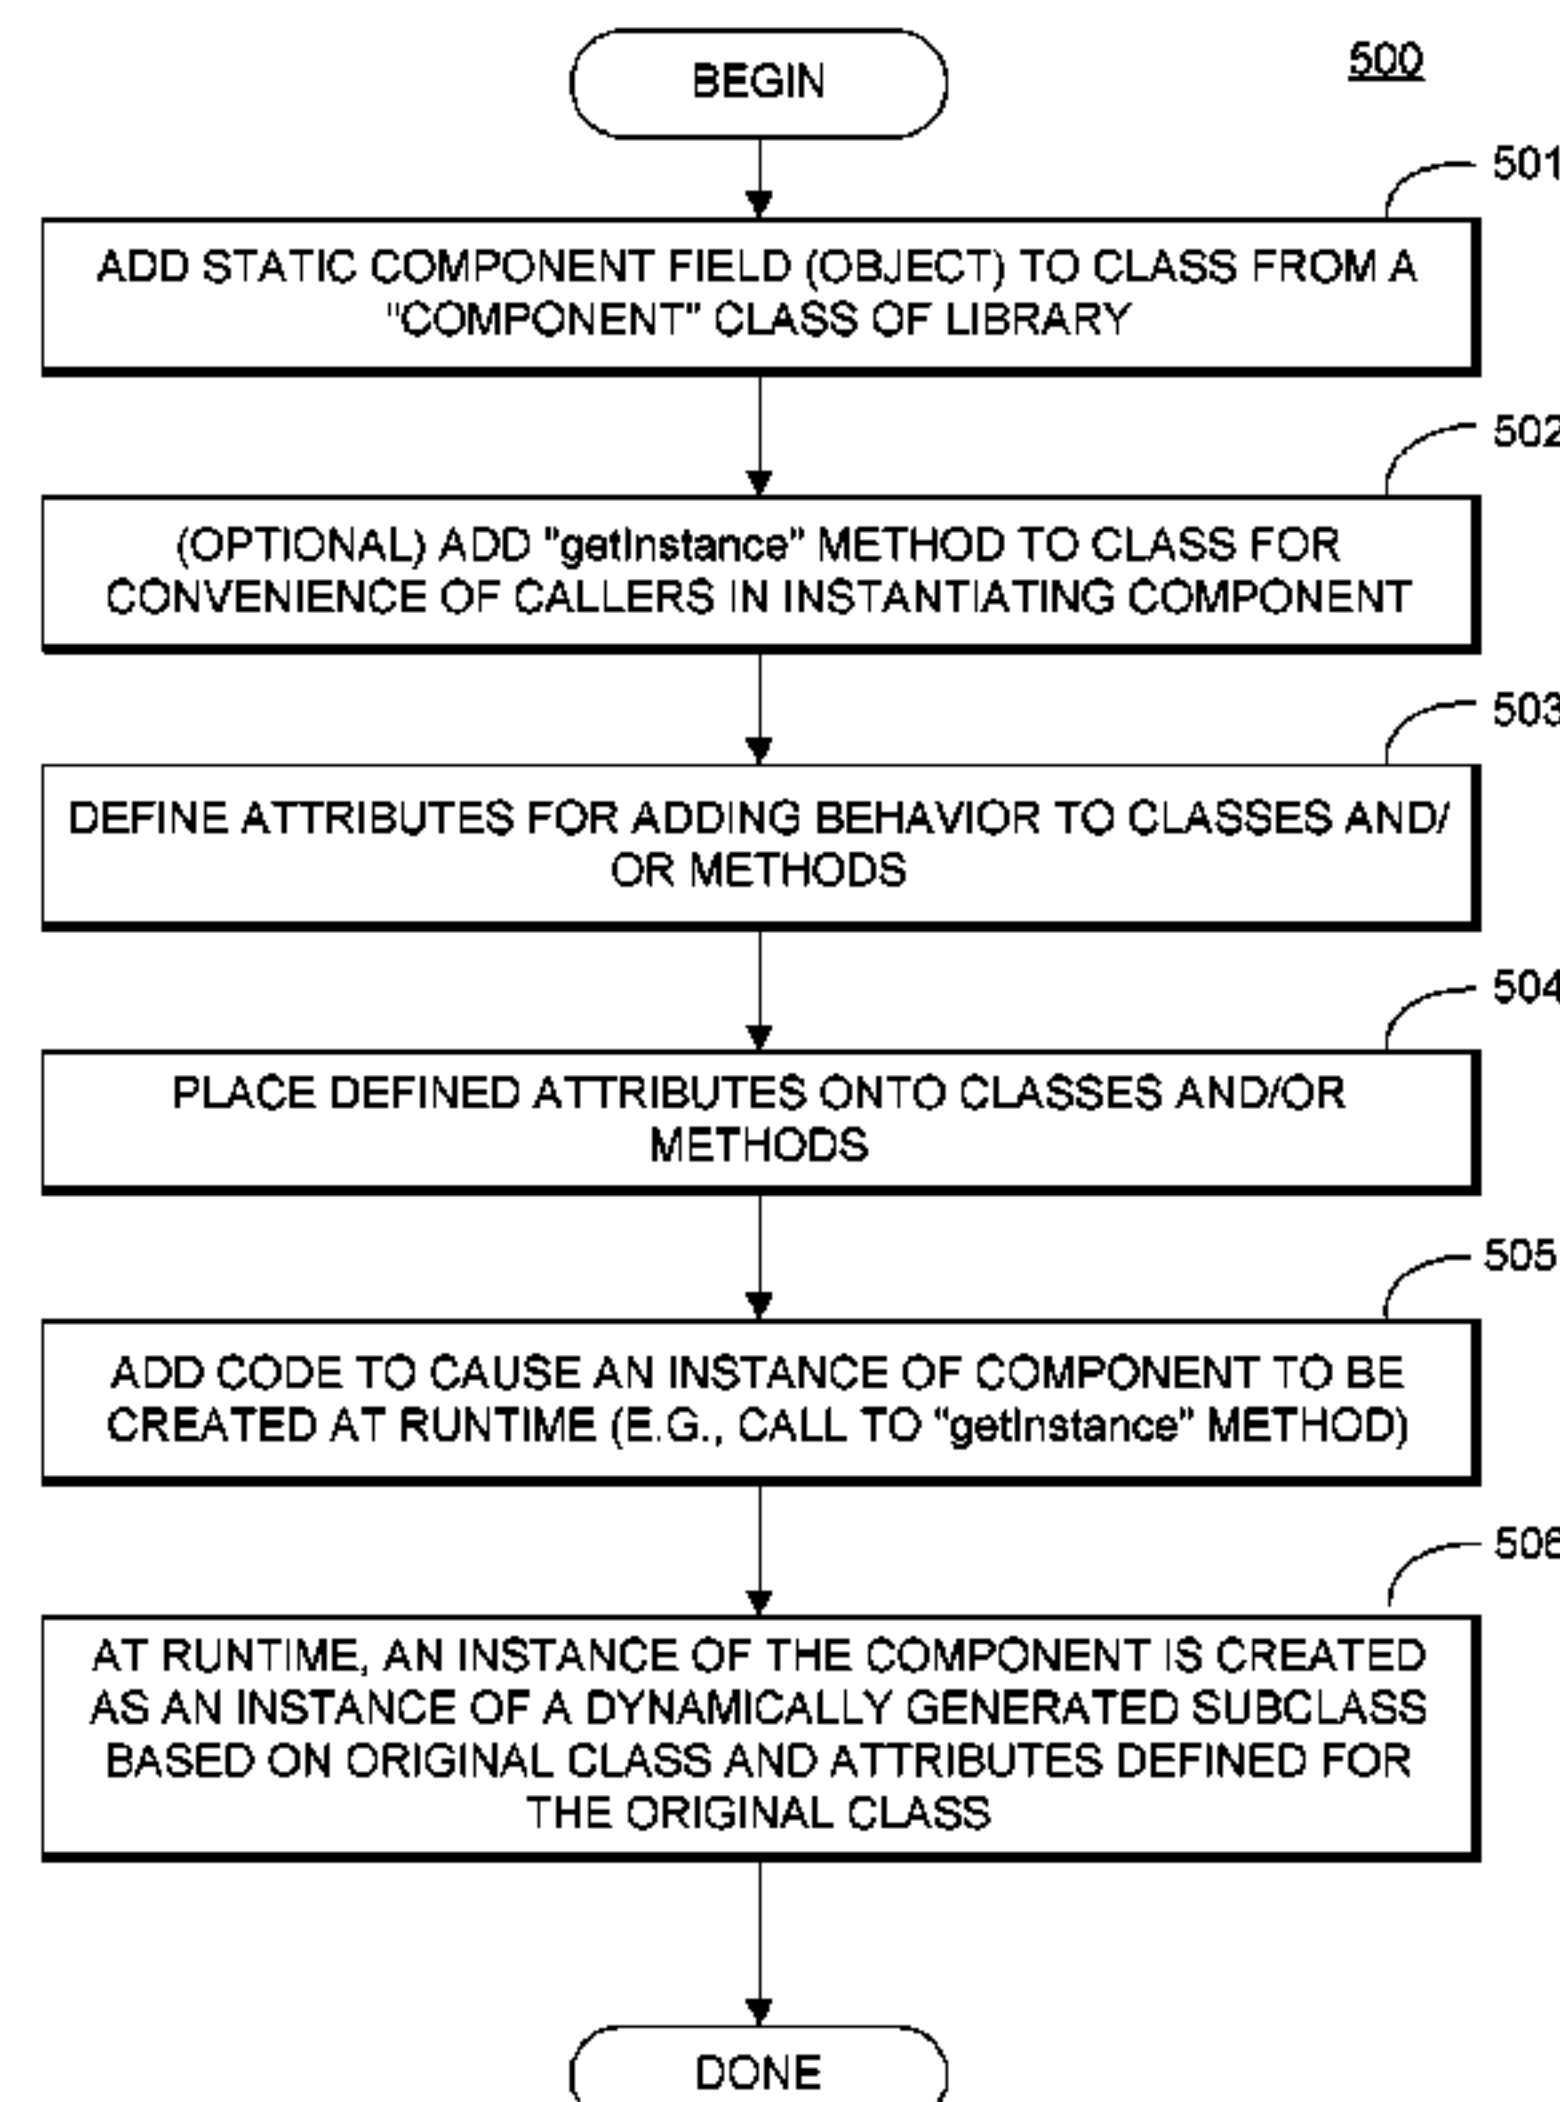 BEGIN
500
501
ADD STATIC COMPONENT FIELD (OBJECT) TO CLASS FROM A
"COMPONENT" CLASS OF LIBRARY
502
(OPTIONAL) ADD "getInstance" METHOD TO CLASS FOR
CONVENIENCE OF CALLERS IN INSTANTIATING COMPONENT
503
DEFINE ATTRIBUTES FOR ADDING BEHAVIOR TO CLASSES AND/
OR METHODS
504
PLACE DEFINED ATTRIBUTES ONTO CLASSES AND/OR
METHODS
505
ADD CODE TO CAUSE AN INSTANCE OF COMPONENT TO BE
CREATED AT RUNTIME (E.G., CALL TO "getInstance" METHOD)
506
AT RUNTIME, AN INSTANCE OF THE COMPONENT IS CREATED
AS AN INSTANCE OF A DYNAMICALLY GENERATED SUBCLASS
BASED ON ORIGINAL CLASS AND ATTRIBUTES DEFINED FOR
THE ORIGINAL CLASS
DONE